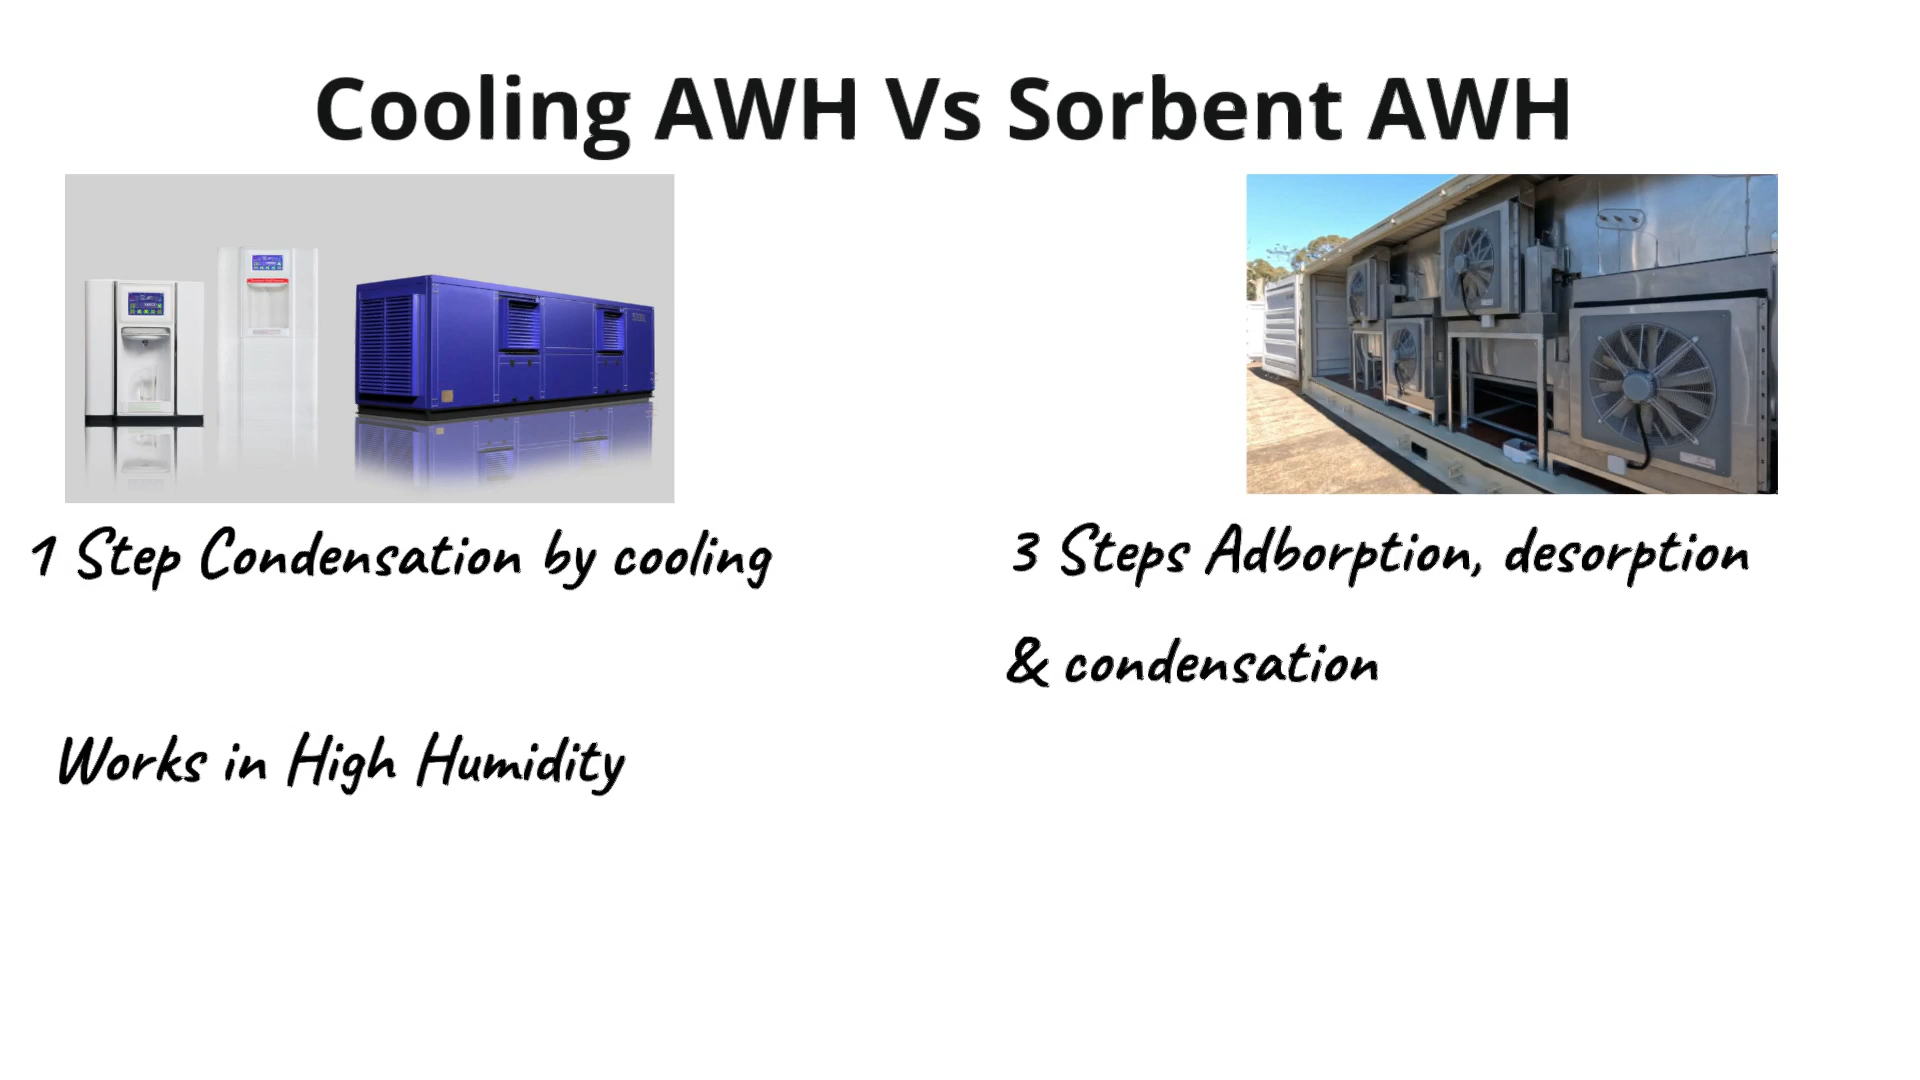 Cooling AWH Vs Sorbent AWH
1 Step Condensation by cooling
3 Steps Adborption, desorption
& condensation
Works in High Humidity